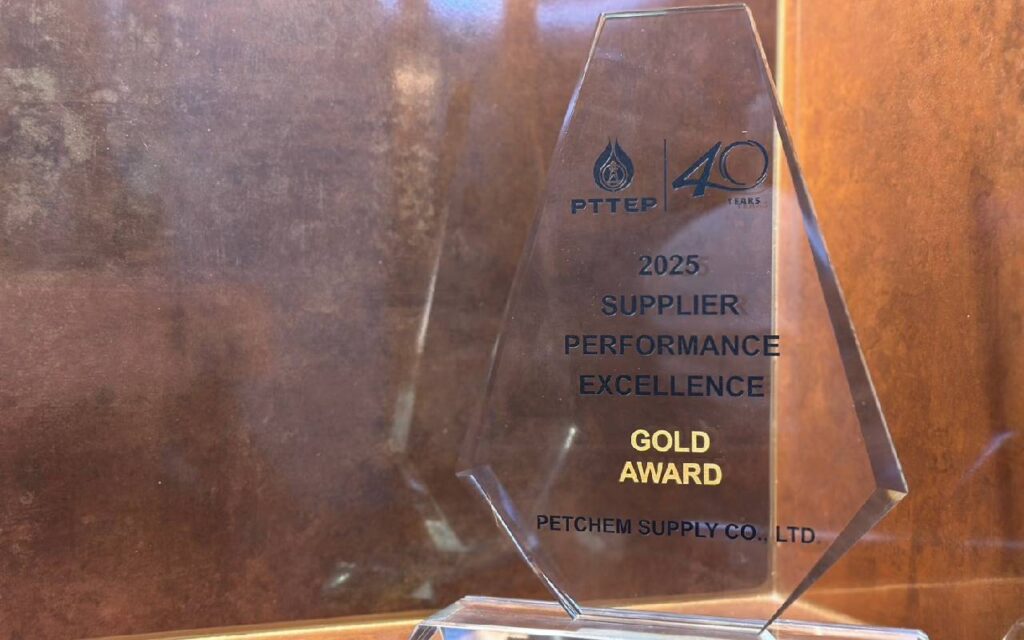 PTTEP
40
YEARS
2025
SUPPLIER
PERFORMANCE
EXCELLENCE
GOLD
AWARD
PETCHEM SUPPLY CO., LTD.